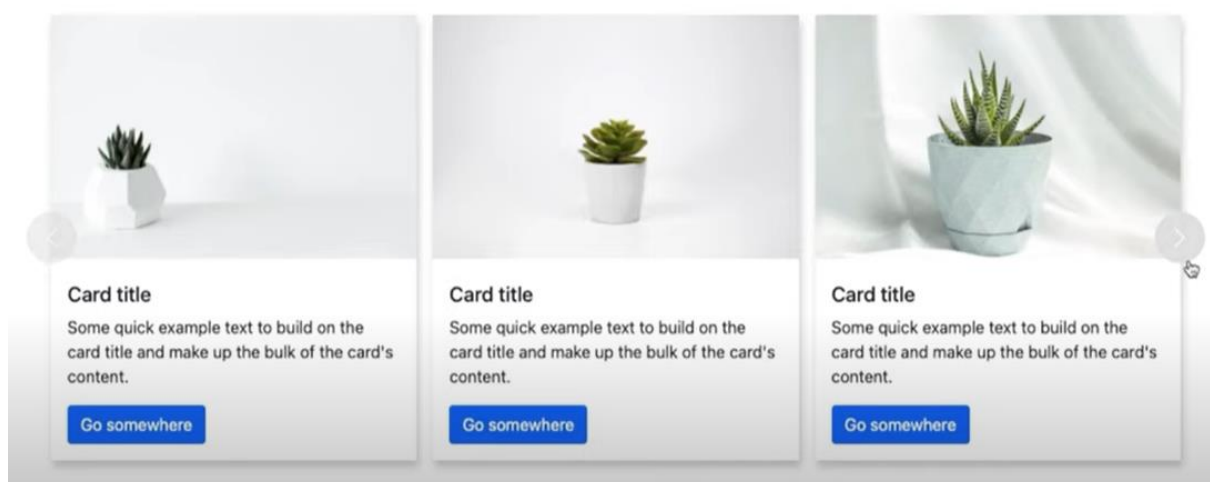 Card title
Some quick example text to build on the
card title and make up the bulk of the card's
content.
Go somewhere
Card title
Some quick example text to build on the
card title and make up the bulk of the card's
content.
Go somewhere
Card title
Some quick example text to build on the
card title and make up the bulk of the card's
content.
Go somewhere